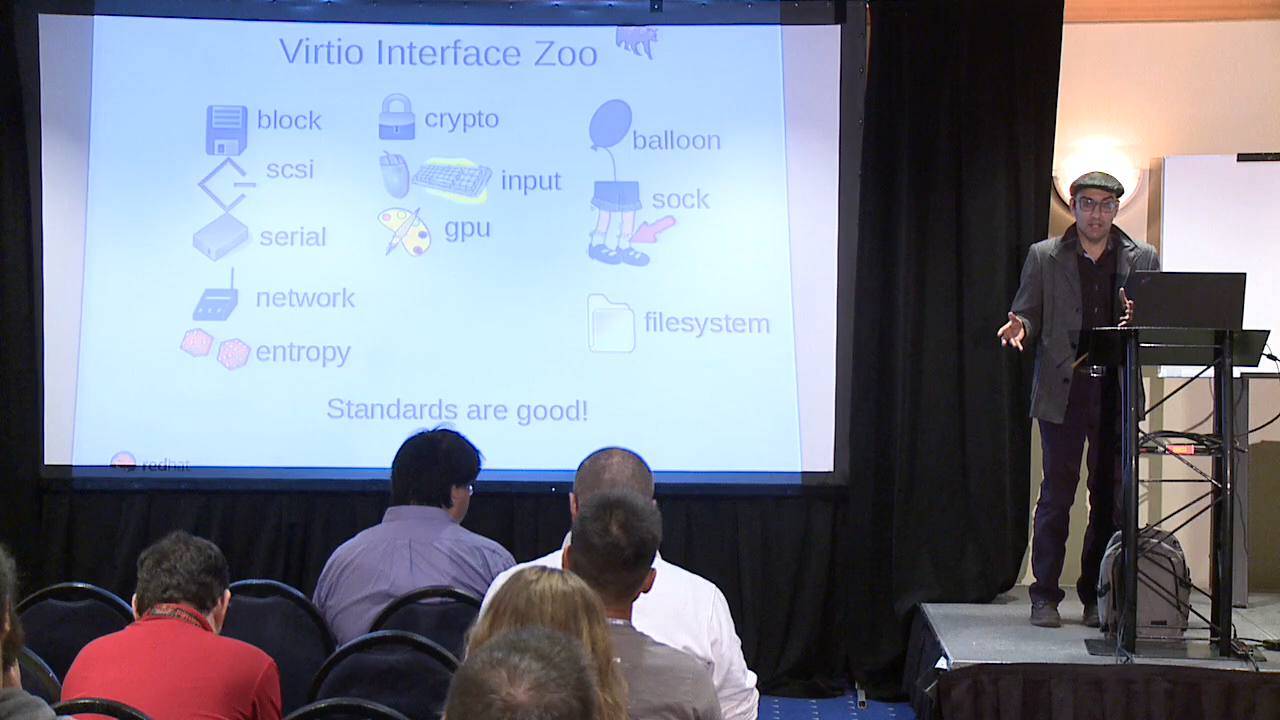 Virtio Interface Zoo
block
scsi
serial
network
entropy
crypto
input
gpu
balloon
sock
filesystem
Standards are good!
redhat